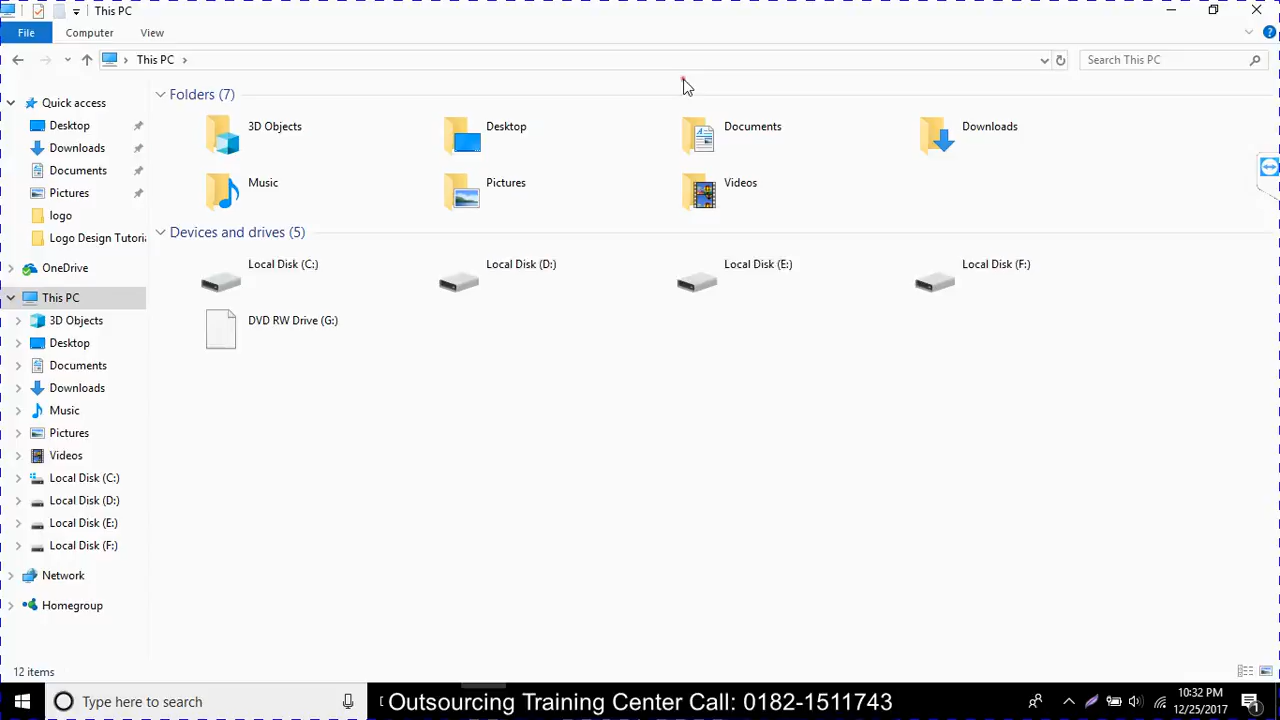 This PC
File Computer View
This PC
Search This PC
Quick access
Desktop
Downloads
Documents
Pictures
logo
Logo Design Tutoria
OneDrive
This PC
3D Objects
Desktop
Documents
Downloads
Music
Pictures
Videos
Local Disk (C:)
Local Disk (D:)
Local Disk (E:)
Local Disk (F:)
Network
Homegroup
Folders (7)
3D Objects
Desktop
Documents
Downloads
Music
Pictures
Videos
Devices and drives (5)
Local Disk (C:)
Local Disk (D:)
Local Disk (E:)
Local Disk (F:)
DVD RW Drive (G:)
12 items
Type here to search
[ Outsourcing Training Center Call: 0182-1511743
10:32 PM
12/25/2017
1